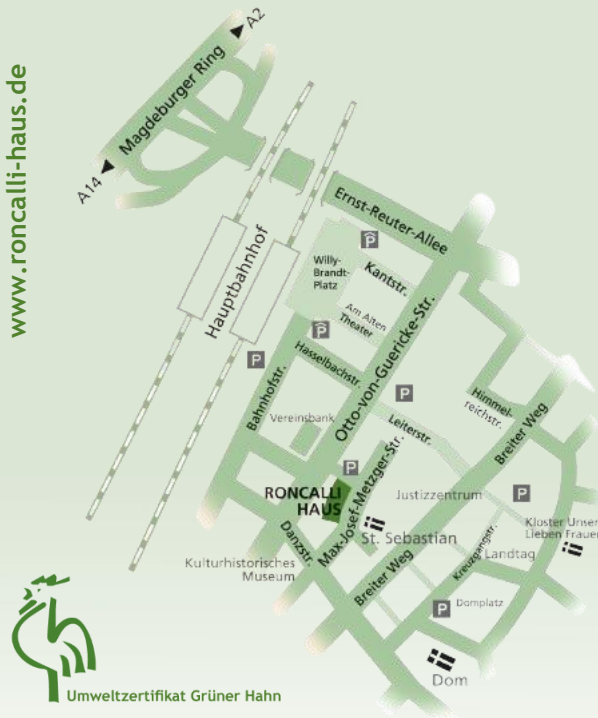 www.roncalli-haus.de
A2
Magdeburger Ring
A14
Hauptbahnhof
Ernst-Reuter-Allee
P
Willy-
Brandt-
Platz
Kantstr.
Am Alten
Theater
P
Hasselbachstr.
P
Bahnhofstr.
Otto-von-Guericke-Str.
P
Vereinsbank
Leiterstr.
Himmel-
reichstr.
Breiter Weg
P
RONCALLI
HAUS
Max-Josef-Metzger-Str.
Justizzentrum
P
Danzstr.
St. Sebastian
Kreuzgangstr.
Kloster Unser
Lieben Frauen
Landtag
Kulturhistorisches
Museum
Breiter Weg
P
Domplatz
Dom
Umweltzertifikat Grüner Hahn